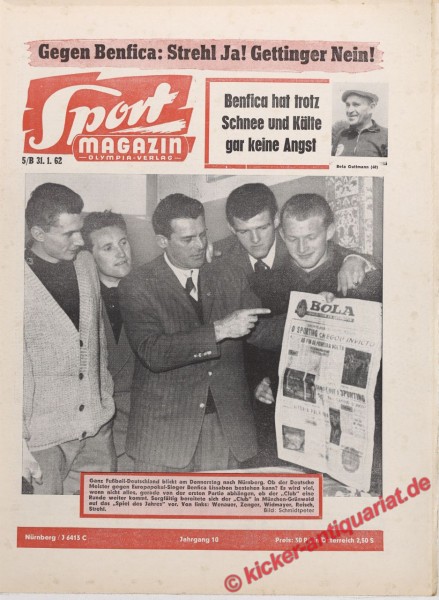 Gegen Benfica: Strehl Ja! Gettinger Nein!
Sport
MAGAZIN
OLYMPIA-VERLAG
5/B 31. 1. 62
Benfica hat trotz
Schnee und Kälte
gar keine Angst
Bela Guttmann
BOLA
Ganz Fußball-Deutschland blickt am Donnerstag nach Nürnberg. Ob der Deutsche
Meister gegen Europapokal-Sieger Benfica Lissabon bestehen kann? Es wird viel,
wenn nicht alles, gerade von der ersten Partie abhängen, ob der „Club" eine
Runde weiter kommt. Sorgfältig bereitete sich der „Club" in München-Grünwald
auf das „Spiel des Jahres" vor. Von links: Wenauer, Zenger, Widmayer, Reisch,
Strehl.
Bild: Schmidtpeter
Nürnberg / J 6415 C
Jahrgang 10
Preis: 50 Österreich 2,50 S
© kicker-antiquariat.de